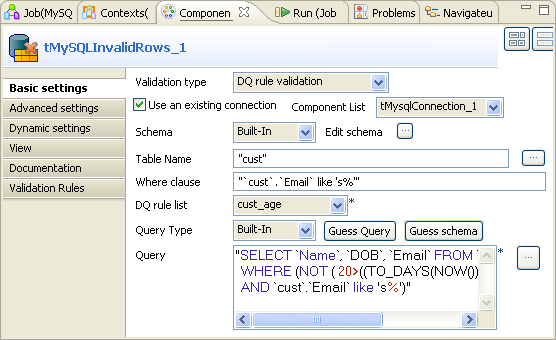 Job(MySQ
Contexts(
Componen
Run (Job
Problems
Navigateu
tMySQLInvalidRows_1
Basic settings
Advanced settings
Dynamic settings
View
Documentation
Validation Rules
Validation type DQ rule validation
Use an existing connection Component List tMysqlConnection_1
Schema Built-In Edit schema ...
Table Name "cust" ...
Where clause "`cust`.`Email` like 's%'"
DQ rule list cust_age *
Query Type Built-In Guess Query Guess schema
Query "SELECT `Name`, `DOB`, `Email` FROM ` * ...
WHERE (NOT ( 20>((TO_DAYS(NOW())
AND `cust`.`Email` like 's%')"